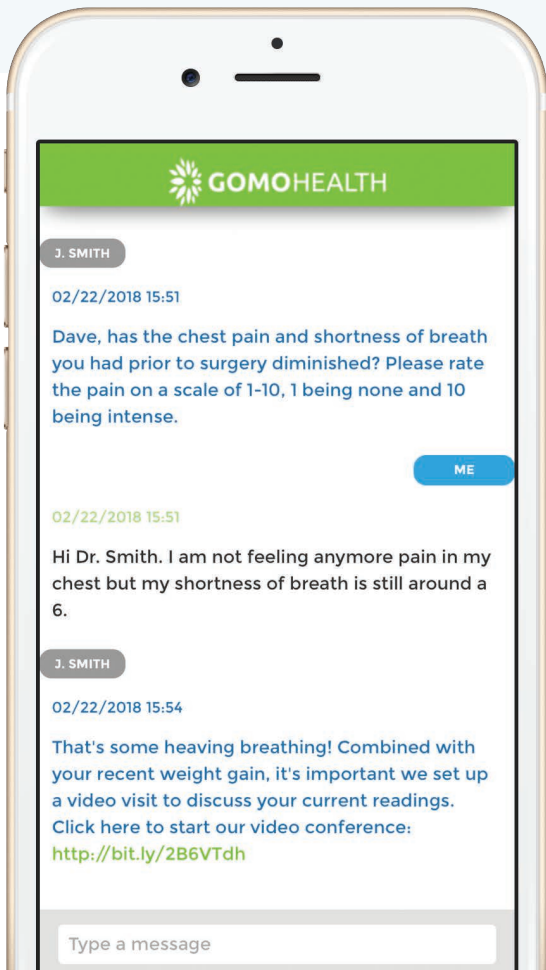 GOMOHEALTH
J. SMITH
02/22/2018 15:51
Dave, has the chest pain and shortness of breath
you had prior to surgery diminished? Please rate
the pain on a scale of 1-10, 1 being none and 10
being intense.
ME
02/22/2018 15:51
Hi Dr. Smith. I am not feeling anymore pain in my
chest but my shortness of breath is still around a
6.
J. SMITH
02/22/2018 15:54
That's some heaving breathing! Combined with
your recent weight gain, it's important we set up
a video visit to discuss your current readings.
Click here to start our video conference:
http://bit.ly/2B6VTdh
Type a message